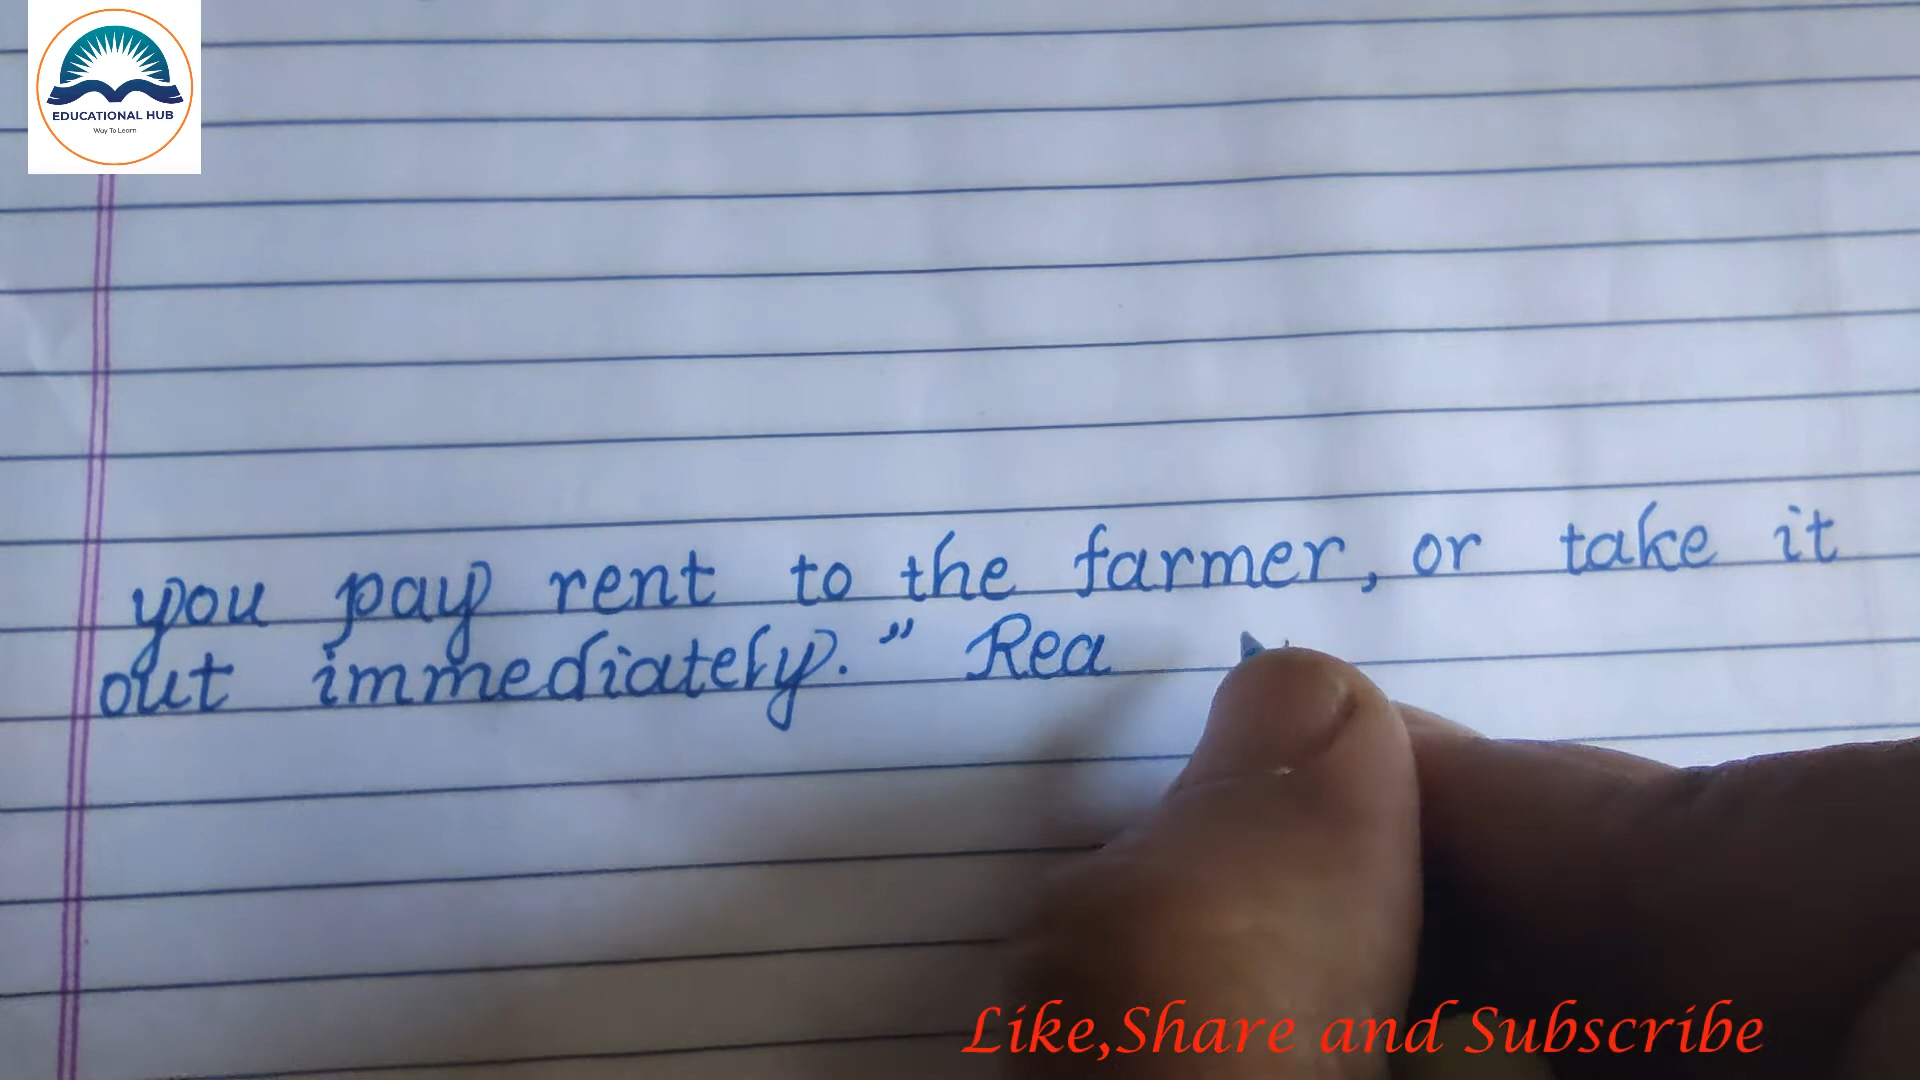 EDUCATIONAL HUB
Way To Learn
you pay rent to the farmer, or take it
out immediately.” Rea
Like,Share and Subscribe